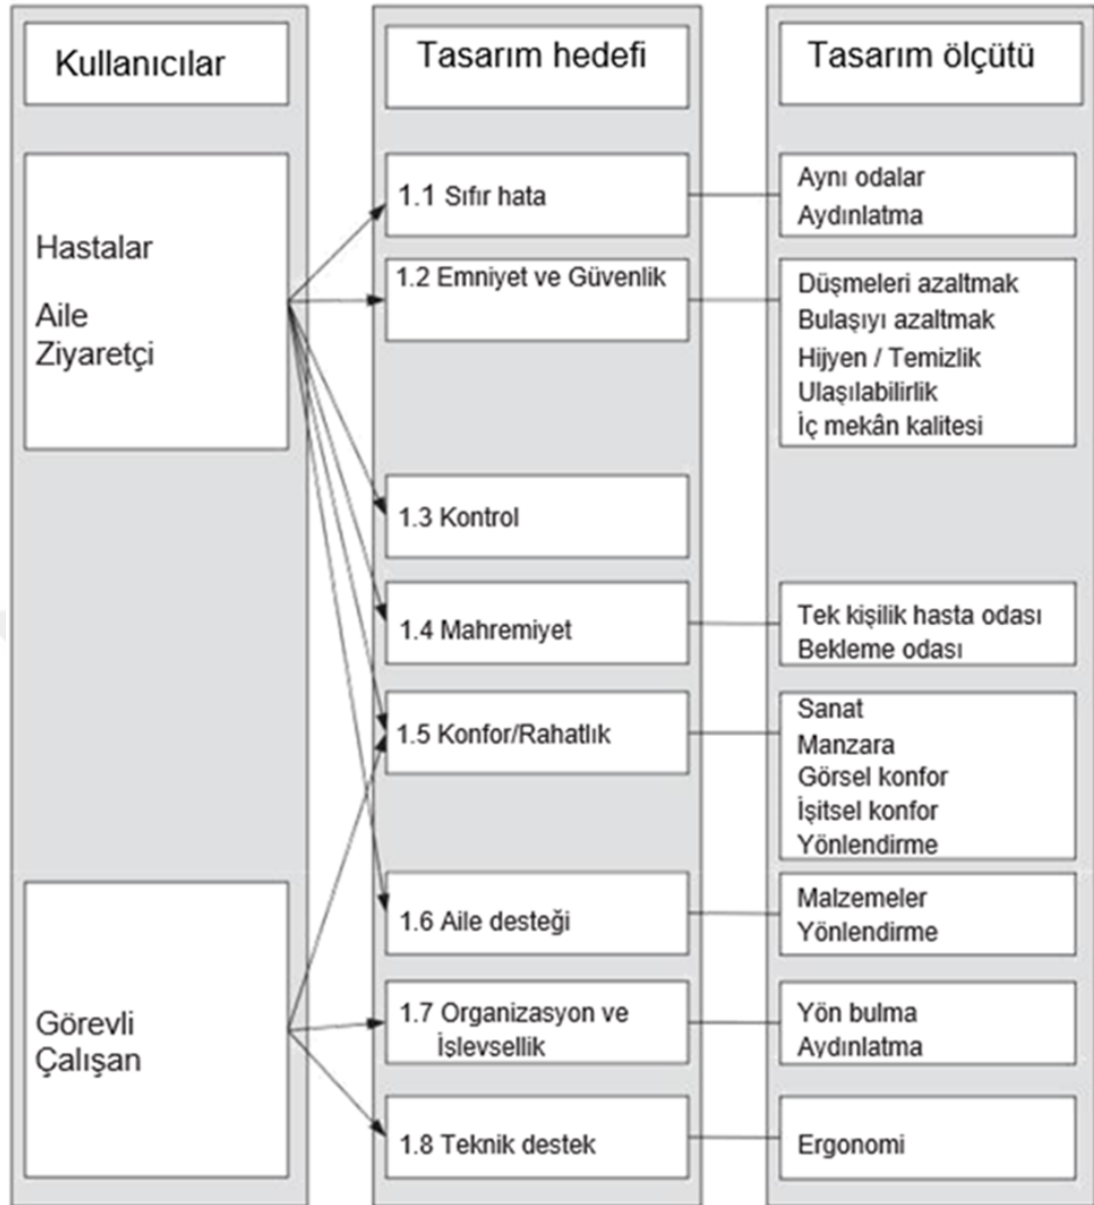 Kullanıcılar
Tasarım hedefi
Tasarım ölçütü
Hastalar
Aile
Ziyaretçi
Görevli
Çalışan
1.1 Sıfır hata
1.2 Emniyet ve Güvenlik
1.3 Kontrol
1.4 Mahremiyet
1.5 Konfor/Rahatlık
1.6 Aile desteği
1.7 Organizasyon ve
İşlevsellik
1.8 Teknik destek
Aynı odalar
Aydınlatma
Düşmeleri azaltmak
Bulaşıyı azaltmak
Hijyen / Temizlik
Ulaşılabilirlik
İç mekân kalitesi
Tek kişilik hasta odası
Bekleme odası
Sanat
Manzara
Görsel konfor
İşitsel konfor
Yönlendirme
Malzemeler
Yönlendirme
Yön bulma
Aydınlatma
Ergonomi